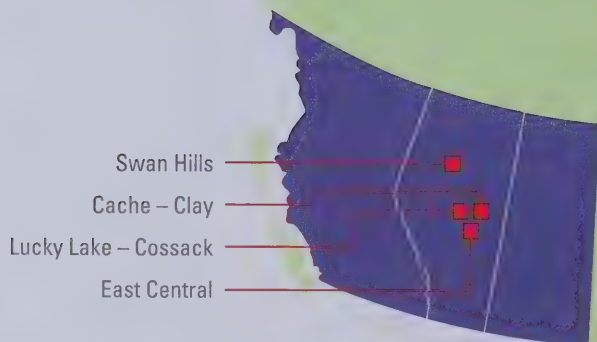 Swan Hills
Cache – Clay
Lucky Lake – Cossack
East Central